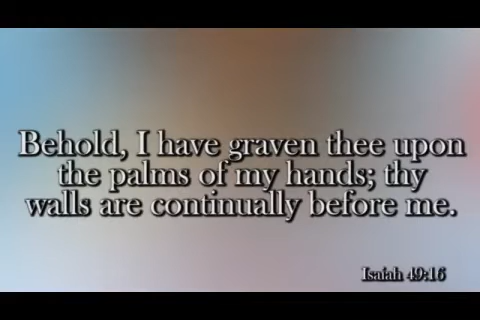 Behold, I have graven thee upon
the palms of my hands; thy
walls are continually before me.
Isaiah 49:16